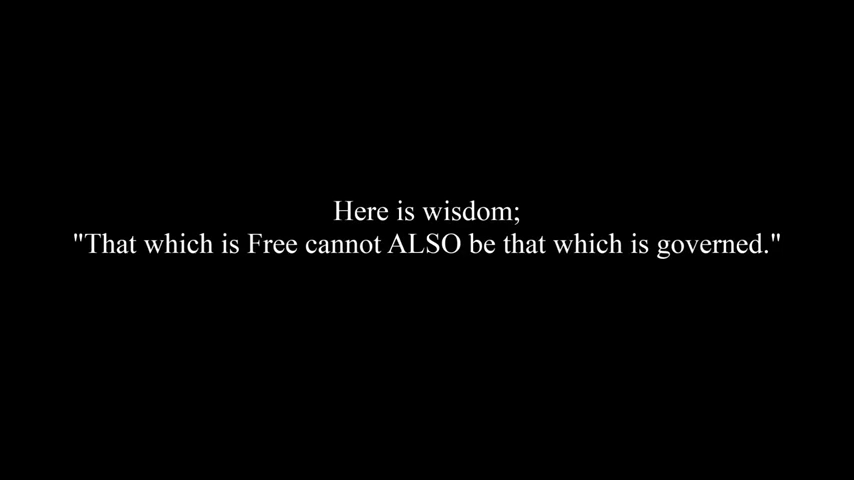 Here is wisdom;
"That which is Free cannot ALSO be that which is governed."